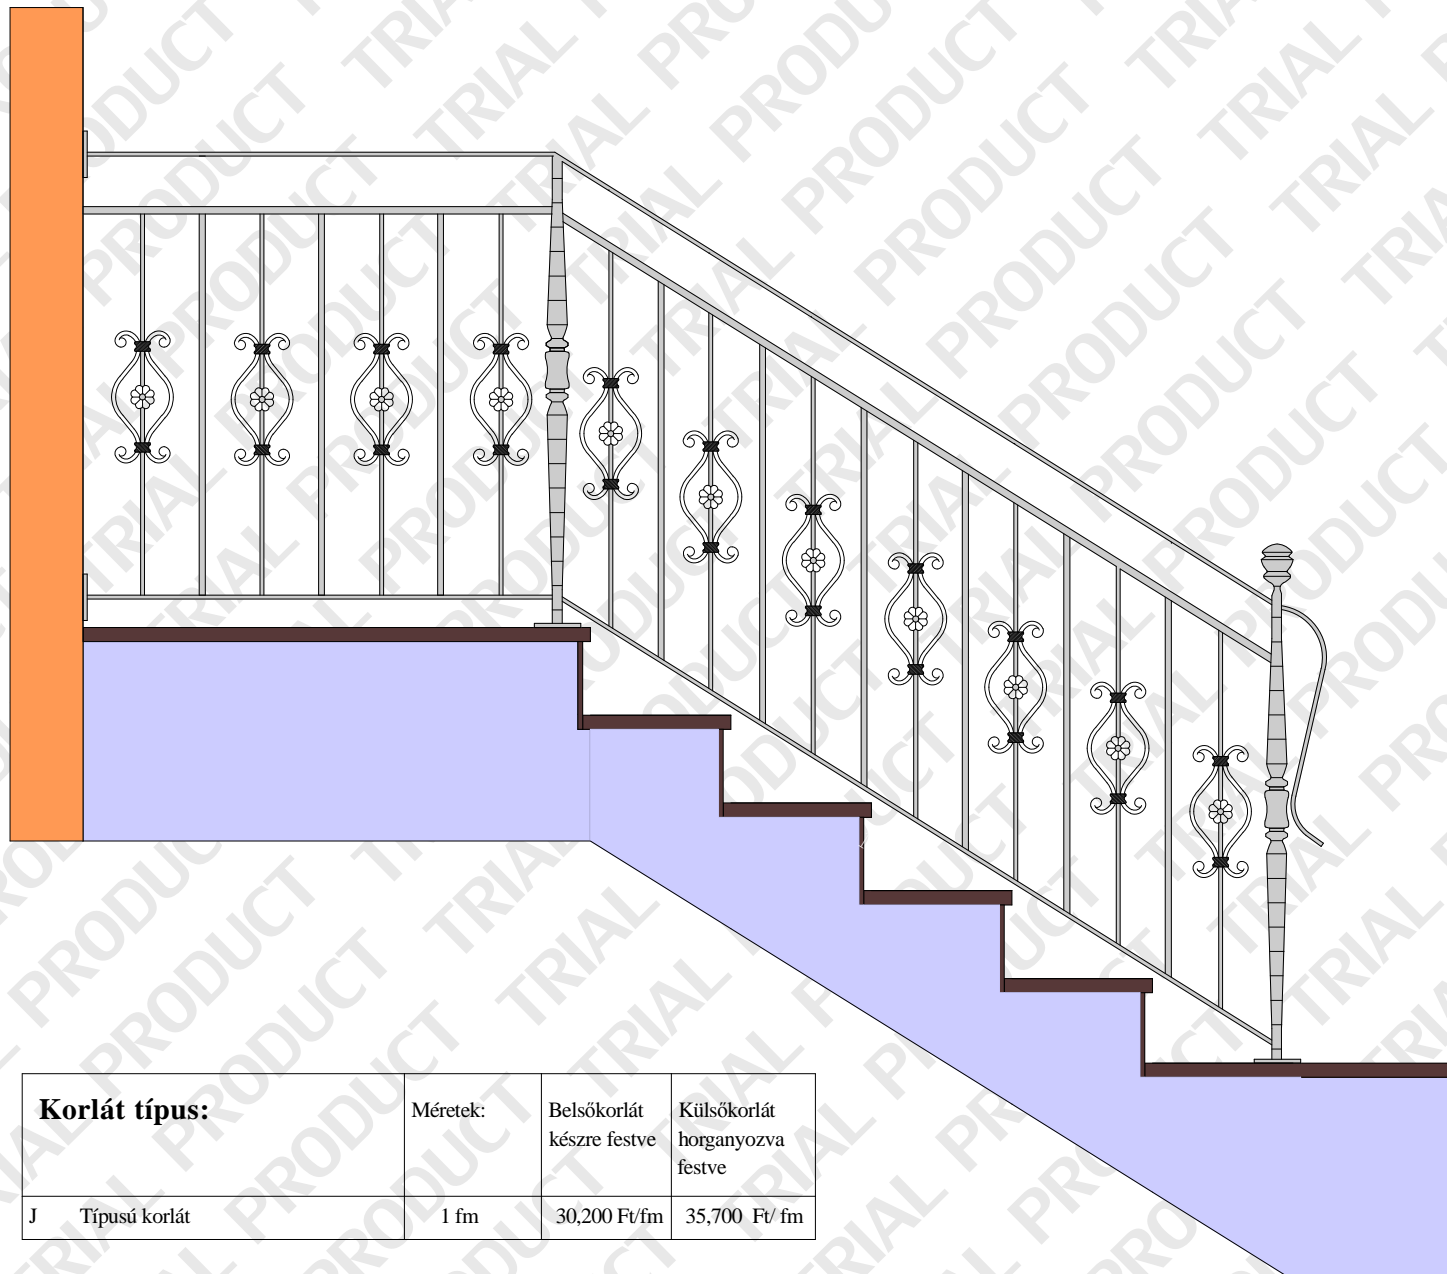 Korlát típus:
Méretek:
Belsőkorlát
készre festve
Külsőkorlát
horganyozva
festve
J Típusú korlát
1 fm
30,200 Ft/fm
35,700 Ft/ fm
TRIAL PRODUCT